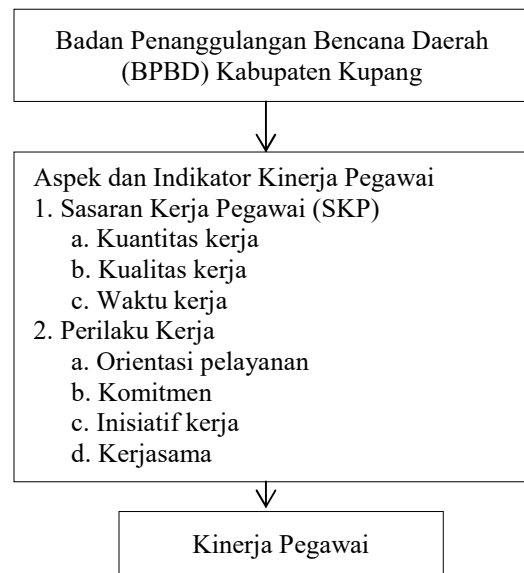 Badan Penanggulangan Bencana Daerah
(BPBD) Kabupaten Kupang
Aspek dan Indikator Kinerja Pegawai
1. Sasaran Kerja Pegawai (SKP)
a. Kuantitas kerja
b. Kualitas kerja
c. Waktu kerja
2. Perilaku Kerja
a. Orientasi pelayanan
b. Komitmen
c. Inisiatif kerja
d. Kerjasama
Kinerja Pegawai